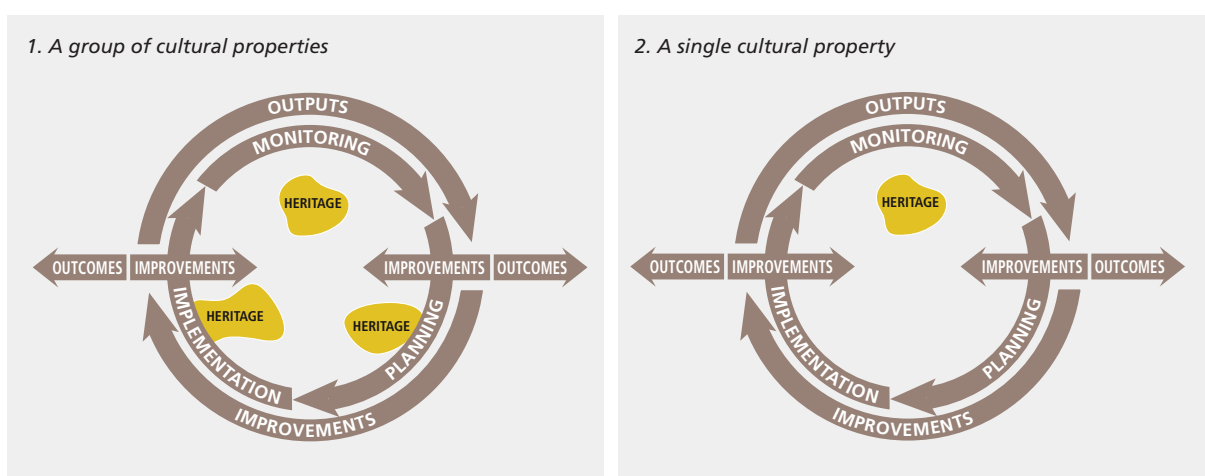 1. A group of cultural properties
OUTPUTS
MONITORING
HERITAGE
OUTCOMES
IMPROVEMENTS
IMPROVEMENTS
OUTCOMES
HERITAGE
HERITAGE
IMPLEMENTATION
PLANNING
IMPROVEMENTS
2. A single cultural property
OUTPUTS
MONITORING
HERITAGE
OUTCOMES
IMPROVEMENTS
IMPROVEMENTS
OUTCOMES
IMPLEMENTATION
PLANNING
IMPROVEMENTS